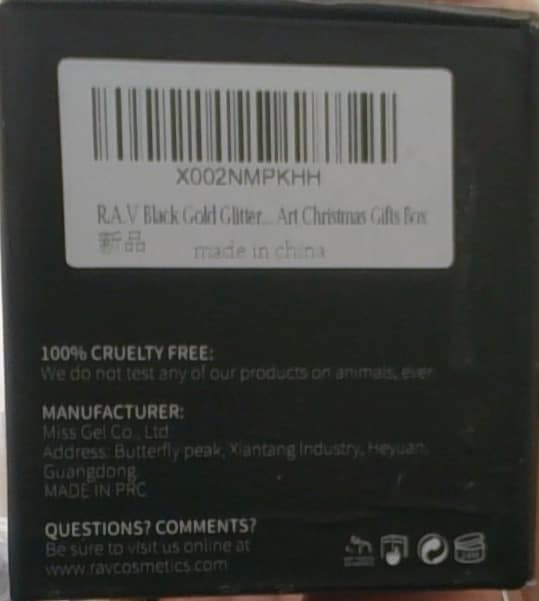 X002NMPKHH
R.A.V Black Gold Glitter... Art Christmas Gifts Box
新品
made in china
100% CRUELTY FREE:
We do not test any of our products on animals, ever.
MANUFACTURER:
Miss Gel Co., Ltd
Address: Butterfly peak, Xiantang Industry, Heyuan,
Guangdong,
MADE IN PRC
QUESTIONS? COMMENTS?
Be sure to visit us online at
www.ravcosmetics.com